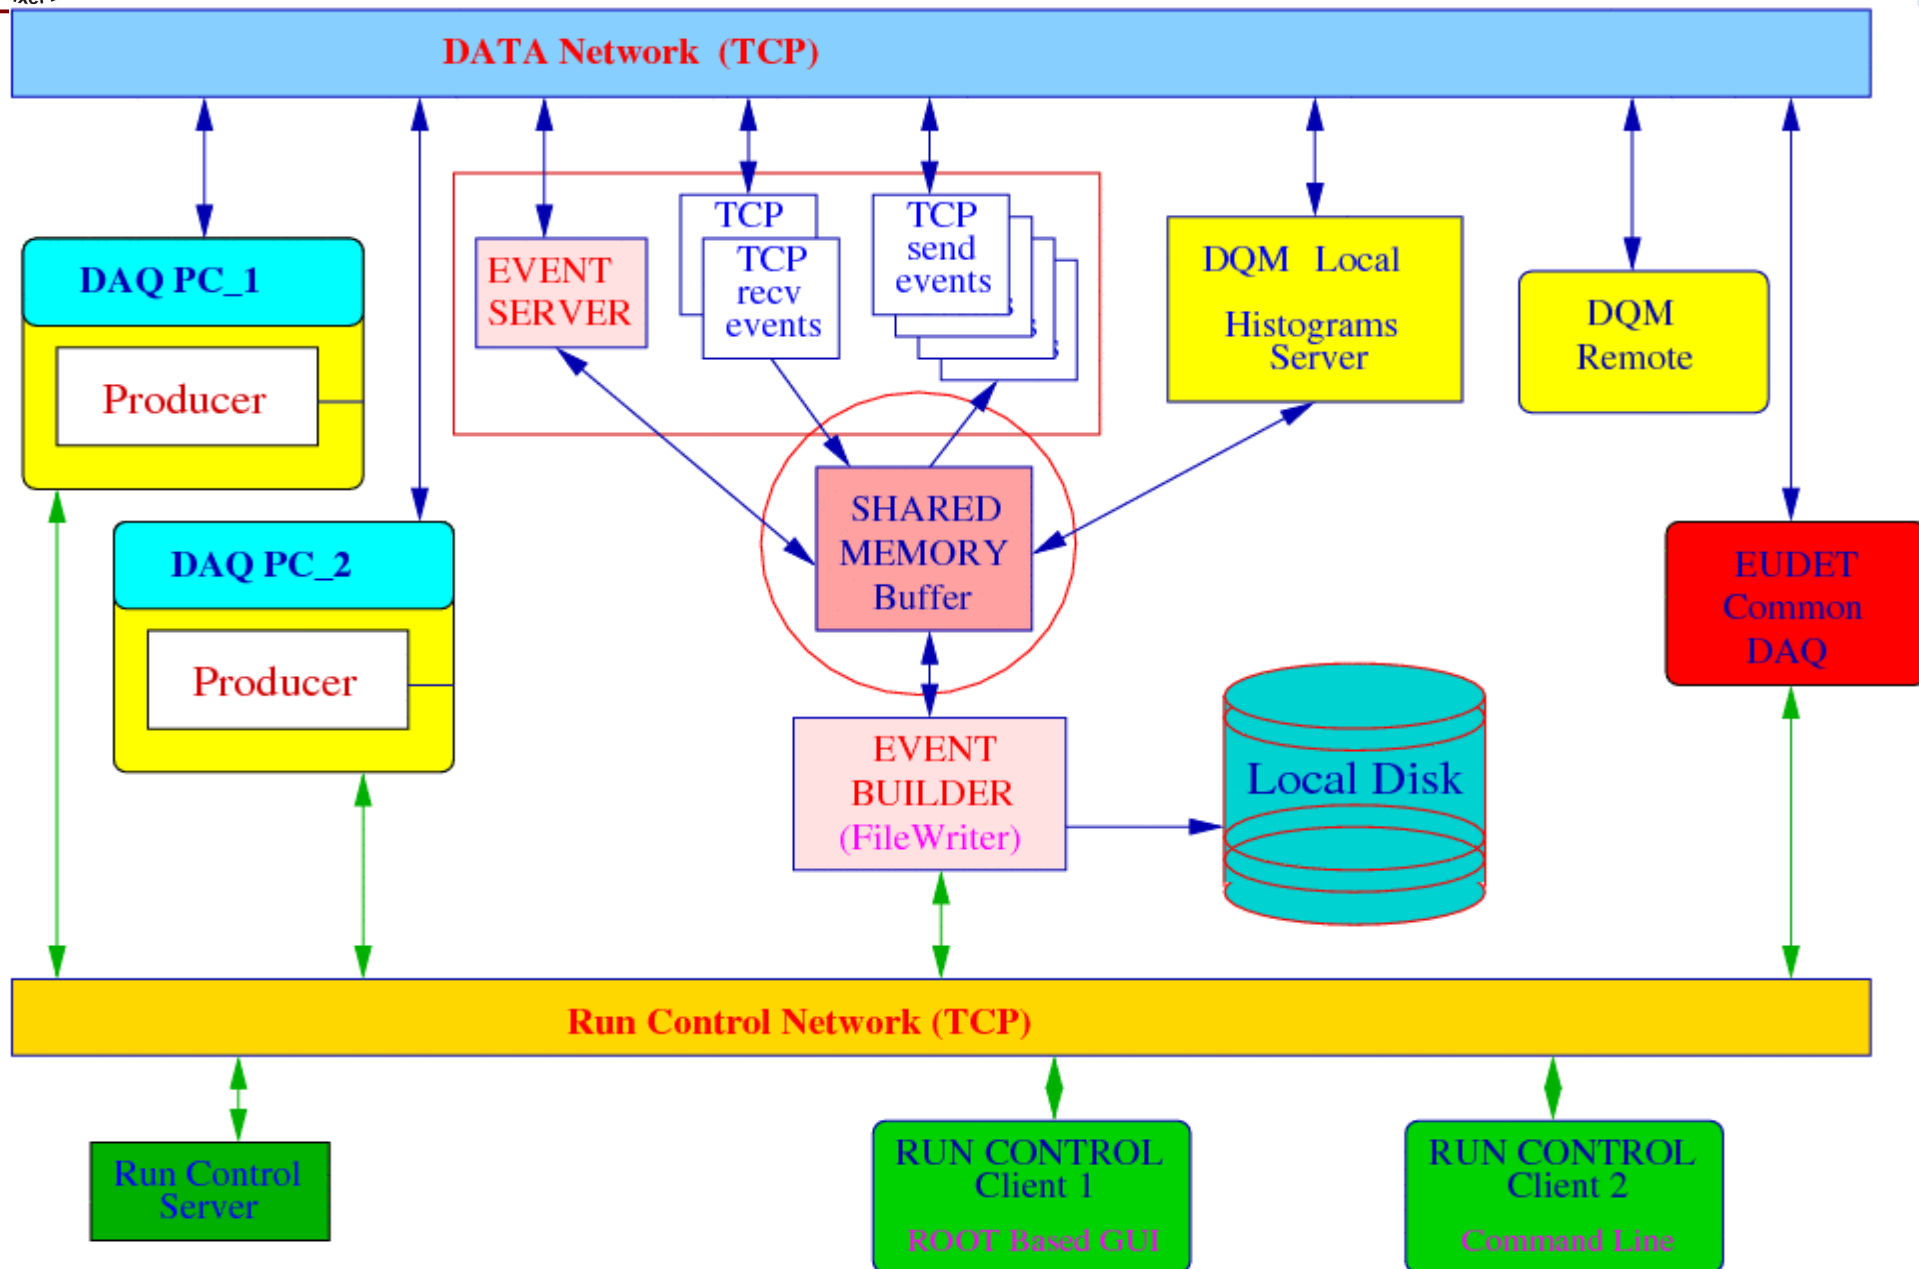 DATA Network (TCP)
DAQ PC_1
Producer
DAQ PC_2
Producer
EVENT
SERVER
TCP
TCP
recv
events
TCP
send
events
s
s
s
DQM Local
Histograms
Server
DQM
Remote
SHARED
MEMORY
Buffer
EUDET
Common
DAQ
EVENT
BUILDER
(FileWriter)
Local Disk
Run Control Network (TCP)
Run Control
Server
RUN CONTROL
Client 1
ROOT Based GUI
RUN CONTROL
Client 2
Command Line